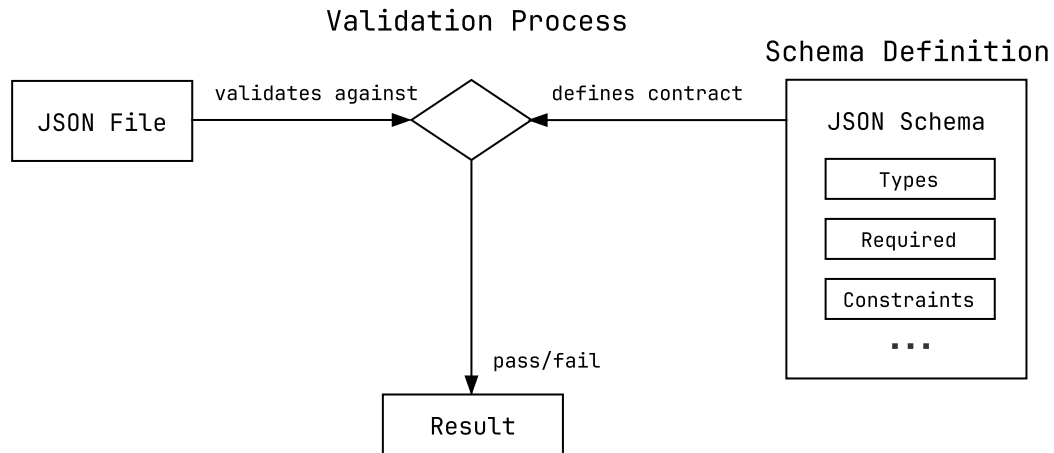 Validation Process
Schema Definition
validates against
defines contract
JSON File
JSON Schema
Types
Required
Constraints
...
pass/fail
Result